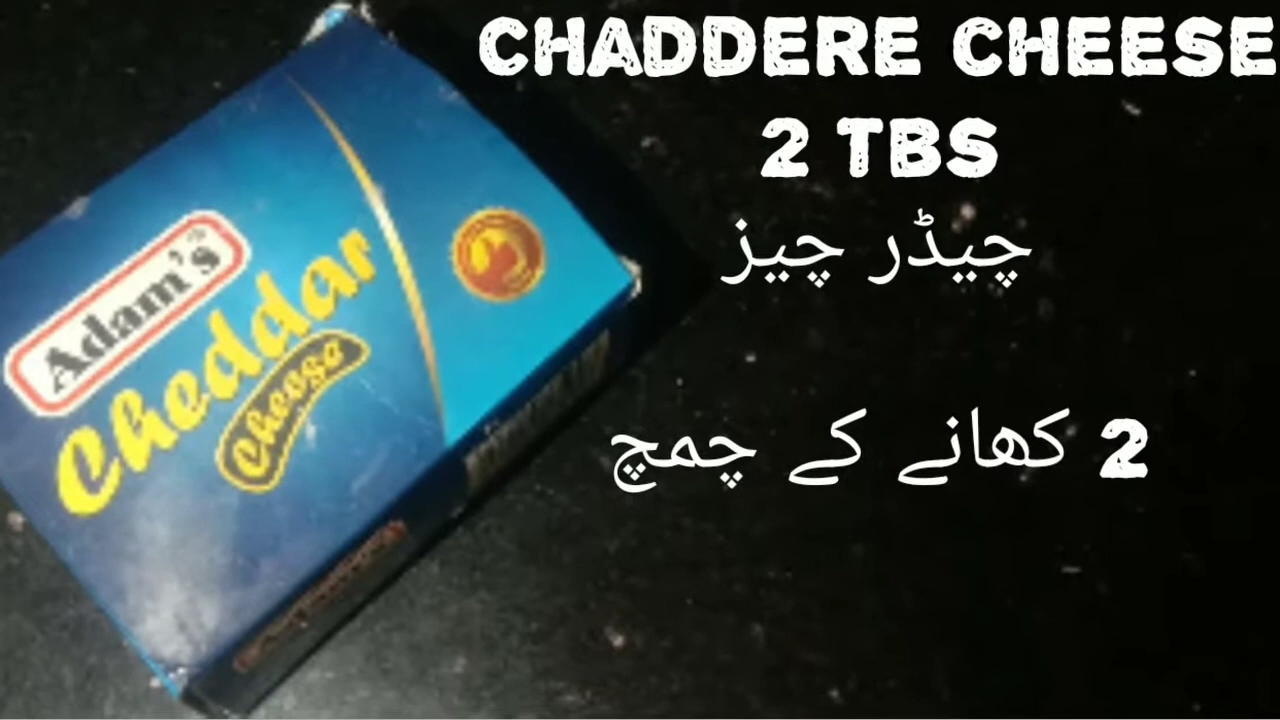 CHADDERE CHEESE
2 TBS
چیڈر چیز
2 کھانے کے چمچ
Adam's
Cheddar
Cheese